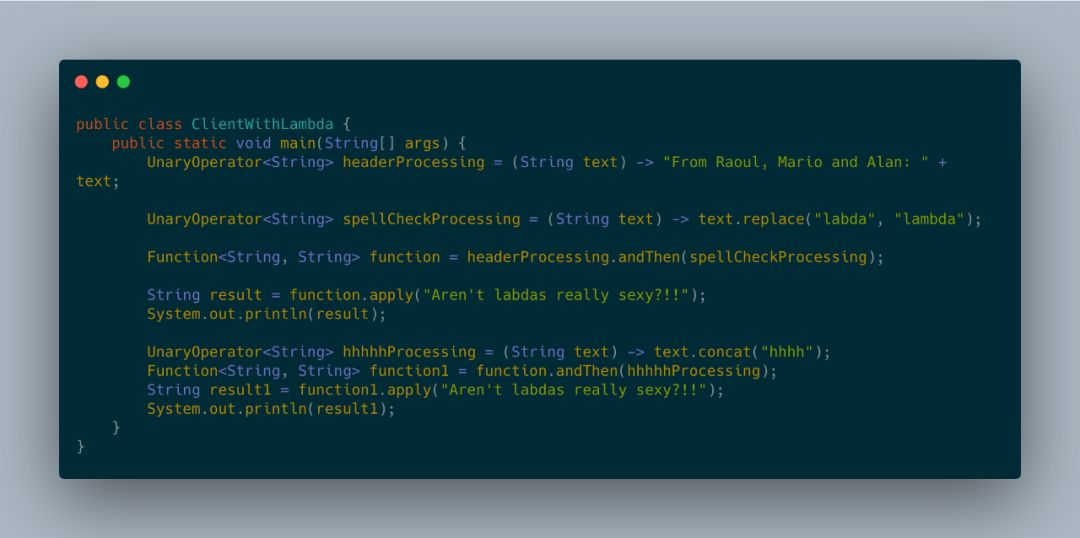 public class ClientWithLambda {
    public static void main(String[] args) {
        UnaryOperator<String> headerProcessing = (String text) -> "From Raoul, Mario and Alan: " +
text;
        UnaryOperator<String> spellCheckProcessing = (String text) -> text.replace("labda", "lambda");
        Function<String, String> function = headerProcessing.andThen(spellCheckProcessing);
        String result = function.apply("Aren't labdas really sexy?!!");
        System.out.println(result);
        UnaryOperator<String> hhhhhProcessing = (String text) -> text.concat("hhhh");
        Function<String, String> function1 = function.andThen(hhhhhProcessing);
        String result1 = function1.apply("Aren't labdas really sexy?!!");
        System.out.println(result1);
    }
}